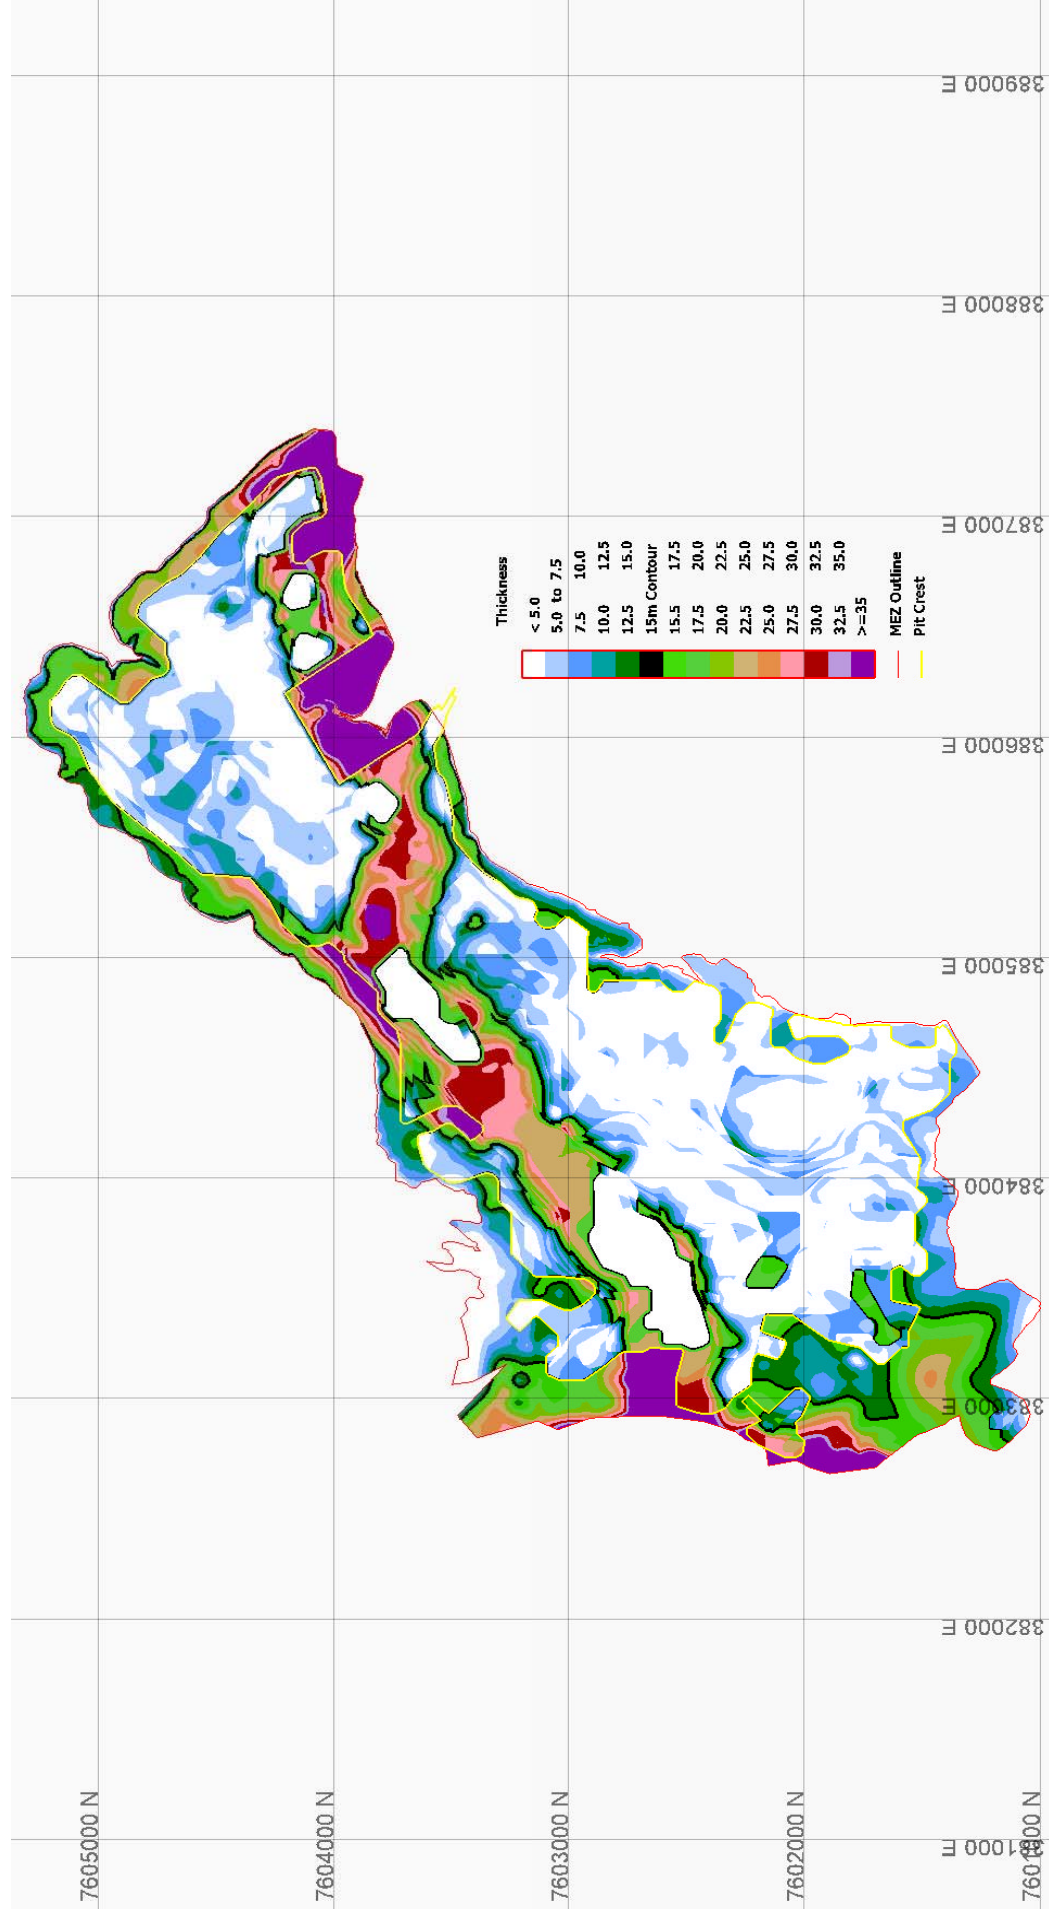 389000 E
388000 E
387000 E
386000 E
385000 E
384000 E
383000 E
382000 E
381000 E
7605000 N
7604000 N
7603000 N
7602000 N
7601000 N
Thickness
< 5.0
5.0 to 7.5
7.5 10.0
10.0 12.5
12.5 15.0
15m Contour
15.5 17.5
17.5 20.0
20.0 22.5
22.5 25.0
25.0 27.5
27.5 30.0
30.0 32.5
32.5 35.0
>=35
MEZ Outline
Pit Crest